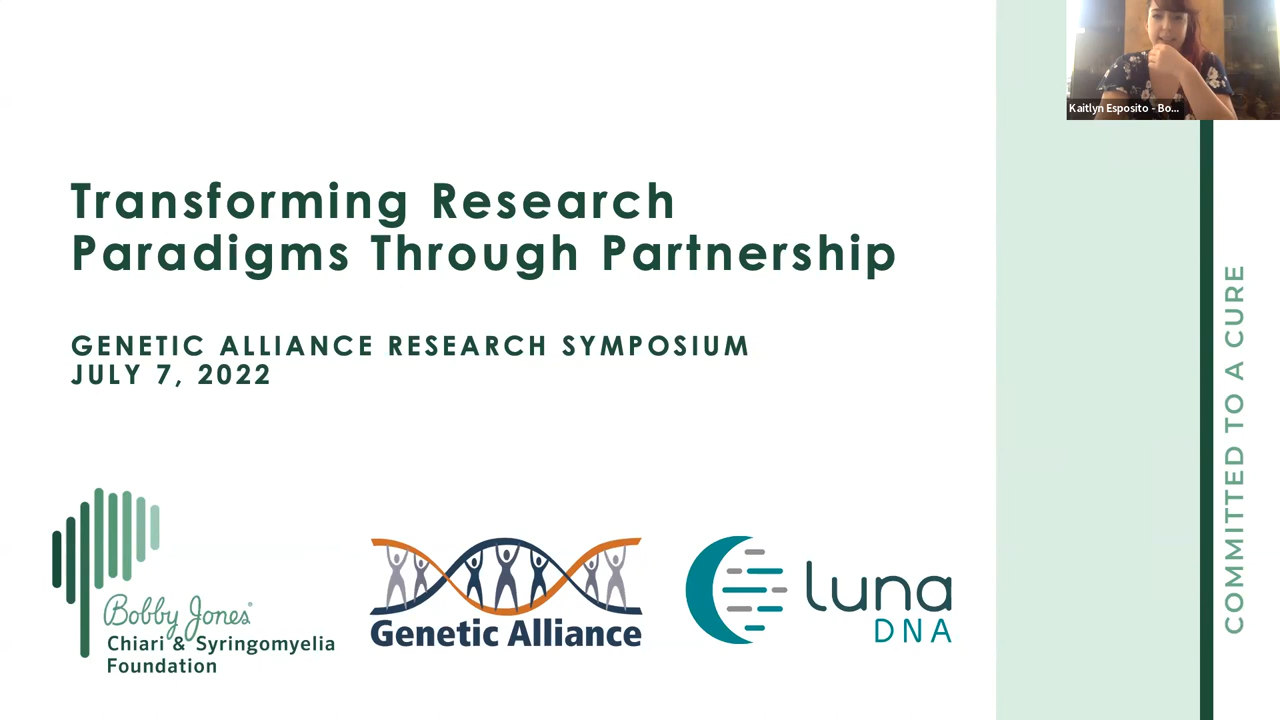 Kaitlyn Esposito - Bo...
Transforming Research
Paradigms Through Partnership
GENETIC ALLIANCE RESEARCH SYMPOSIUM
JULY 7, 2022
COMMITTED TO A CURE
Bobby Jones®
Chiari & Syringomyelia
Foundation
Genetic Alliance
luna
DNA